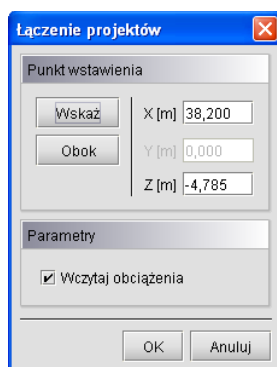 Łączenie projektów
Punkt wstawienia
Wskaż
X [m] 38,200
Obok
Y [m] 0,000
Z [m] -4,785
Parametry
Wczytaj obciążenia
OK Anuluj